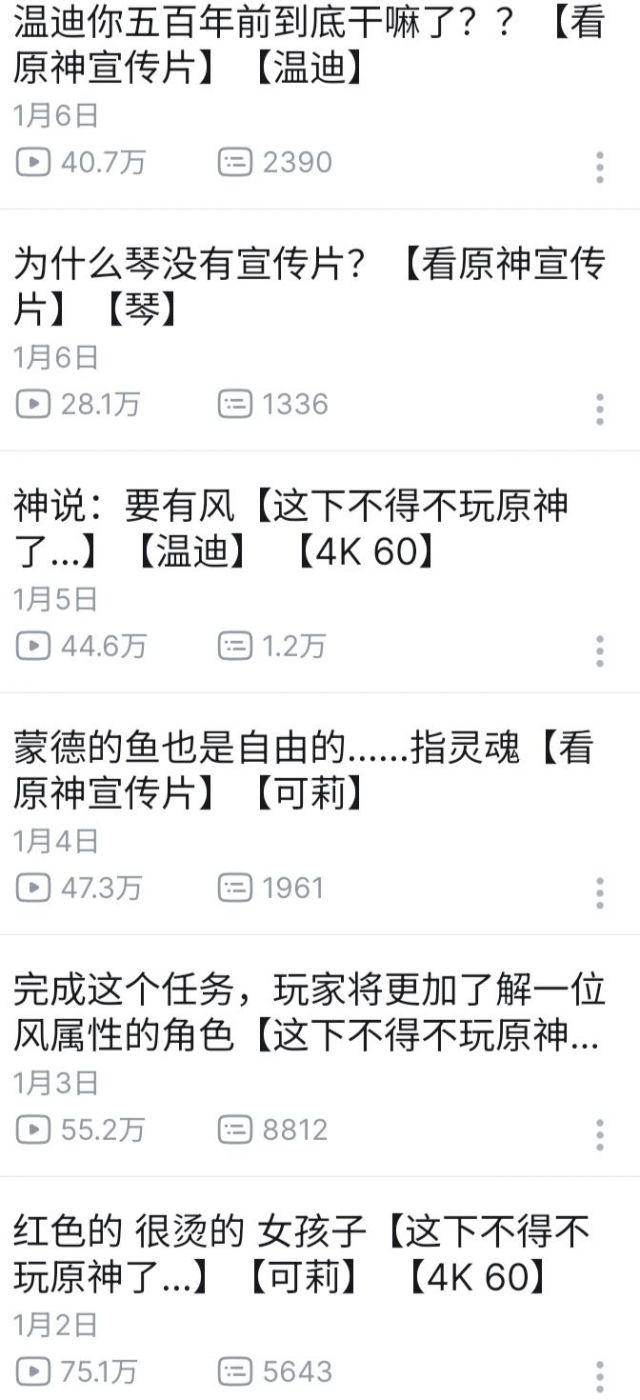 温迪你五百年前到底干嘛了？？【看
原神宣传片】【温迪】
1月6日
40.7万 2390
为什么琴没有宣传片？【看原神宣传
片】【琴】
1月6日
28.1万 1336
神说：要有风【这下不得不玩原神
了...】【温迪】 【4K 60】
1月5日
44.6万 1.2万
蒙德的鱼也是自由的......指灵魂【看
原神宣传片】【可莉】
1月4日
47.3万 1961
完成这个任务，玩家将更加了解一位
风属性的角色【这下不得不玩原神...
1月3日
55.2万 8812
红色的 很烫的 女孩子【这下不得不
玩原神了...】【可莉】 【4K 60】
1月2日
75.1万 5643